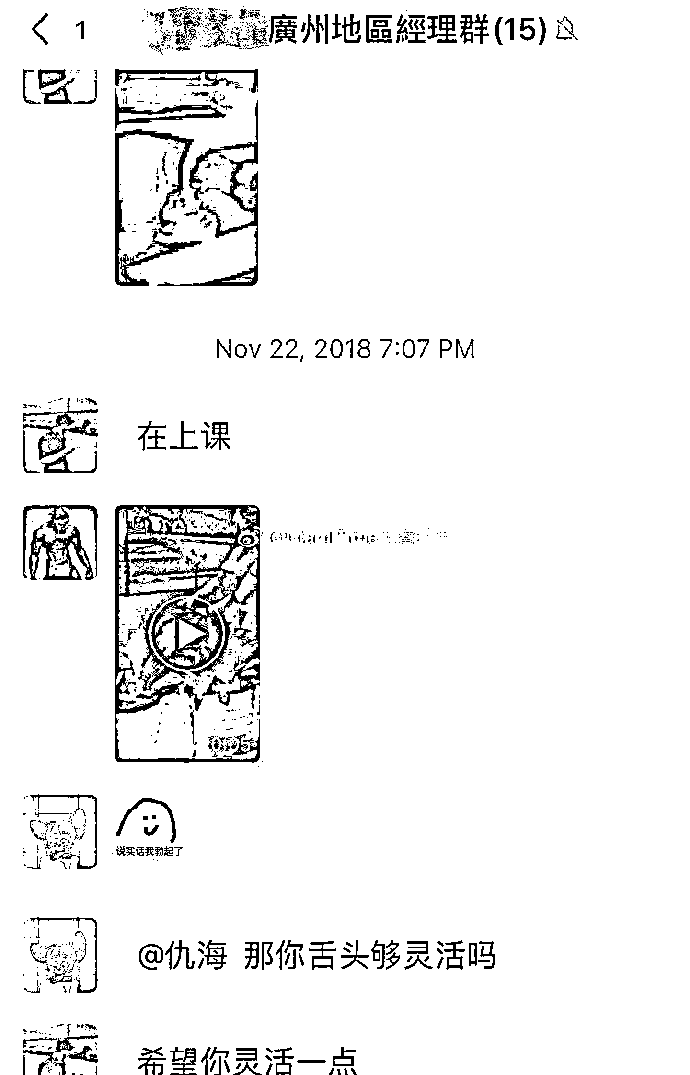 1 廣州地區經理群(15)
Nov 22, 2018 7:07 PM
在上课
说实话我勃起了
@仇海 那你舌头够灵活吗
希望你灵活一点